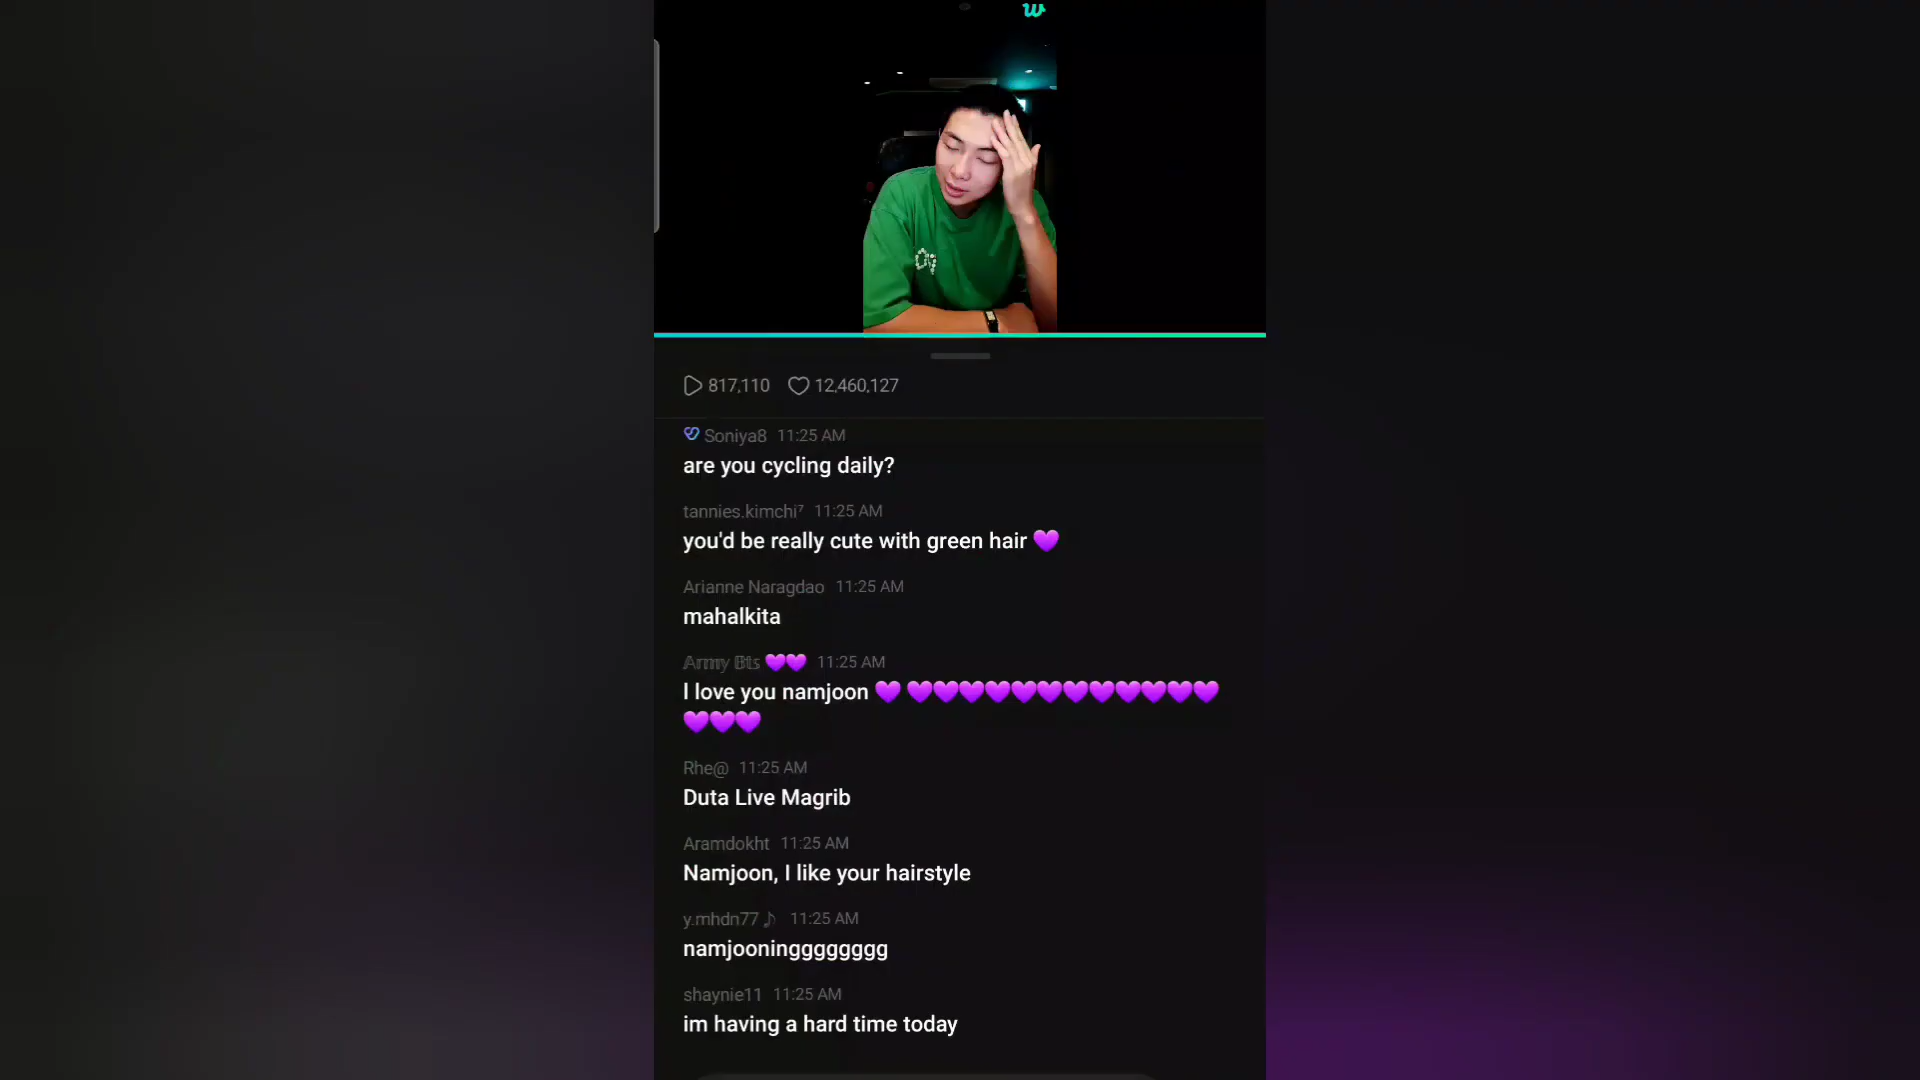 w
817,110 12,460,127
Soniya8 11:25 AM
are you cycling daily?
tannies.kimchi⁷ 11:25 AM
you'd be really cute with green hair 💜
Arianne Naragdao 11:25 AM
mahalkita
Army Bts 💜💜 11:25 AM
I love you namjoon 💜 💜💜💜💜💜💜💜💜💜💜💜💜
💜💜💜
Rhe@ 11:25 AM
Duta Live Magrib
Aramdokht 11:25 AM
Namjoon, I like your hairstyle
y.mhdn77♪ 11:25 AM
namjooningggggggg
shaynie11 11:25 AM
im having a hard time today